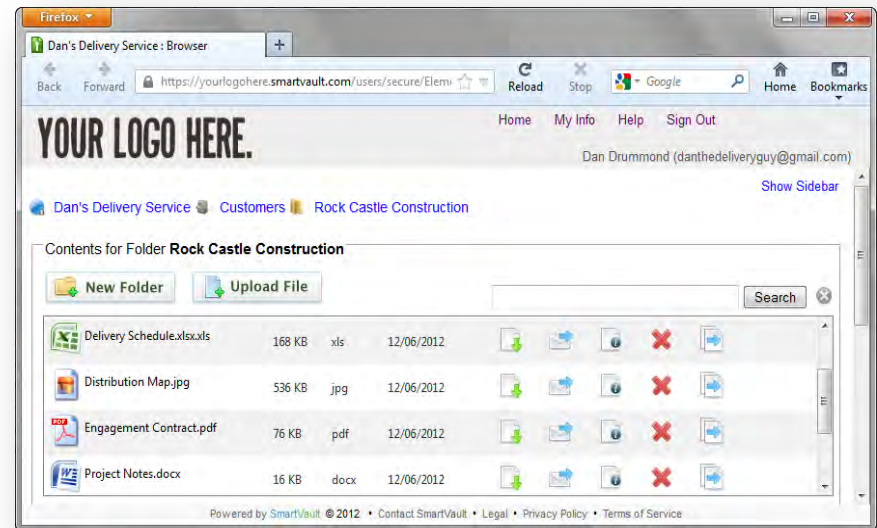 Firefox
Dan's Delivery Service : Browser
+
Back Forward https://yourlogohere.smartvault.com/users/secure/Elem Reload Stop Google Home Bookmarks
YOUR LOGO HERE.
Home My Info Help Sign Out
Dan Drummond (danthedeliveryguy@gmail.com)
Show Sidebar
Dan's Delivery Service Customers Rock Castle Construction
Contents for Folder Rock Castle Construction
New Folder Upload File
Search
Delivery Schedule.xlsx.xls 168 KB xls 12/06/2012
Distribution Map.jpg 536 KB jpg 12/06/2012
PDF
Engagement Contract.pdf 76 KB pdf 12/06/2012
Project Notes.docx 16 KB docx 12/06/2012
Powered by SmartVault © 2012 • Contact SmartVault • Legal • Privacy Policy • Terms of Service